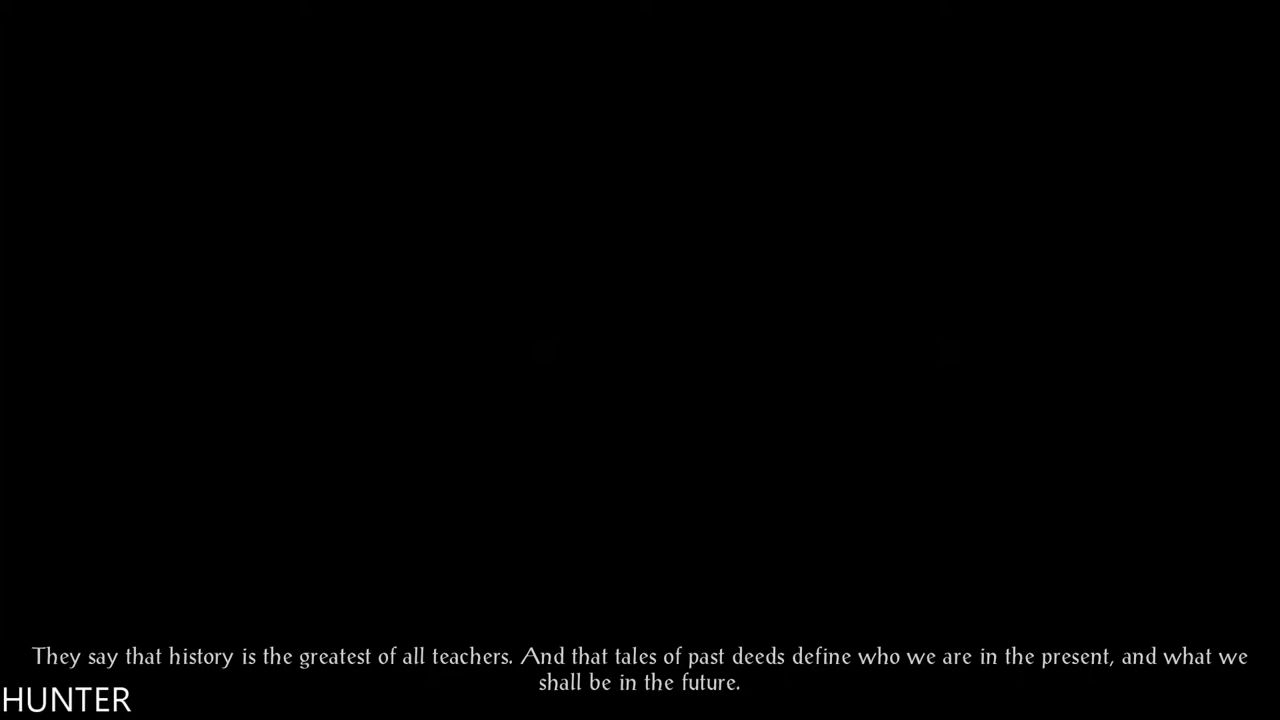 They say that history is the greatest of all teachers. And that tales of past deeds define who we are in the present, and what we
shall be in the future.
HUNTER